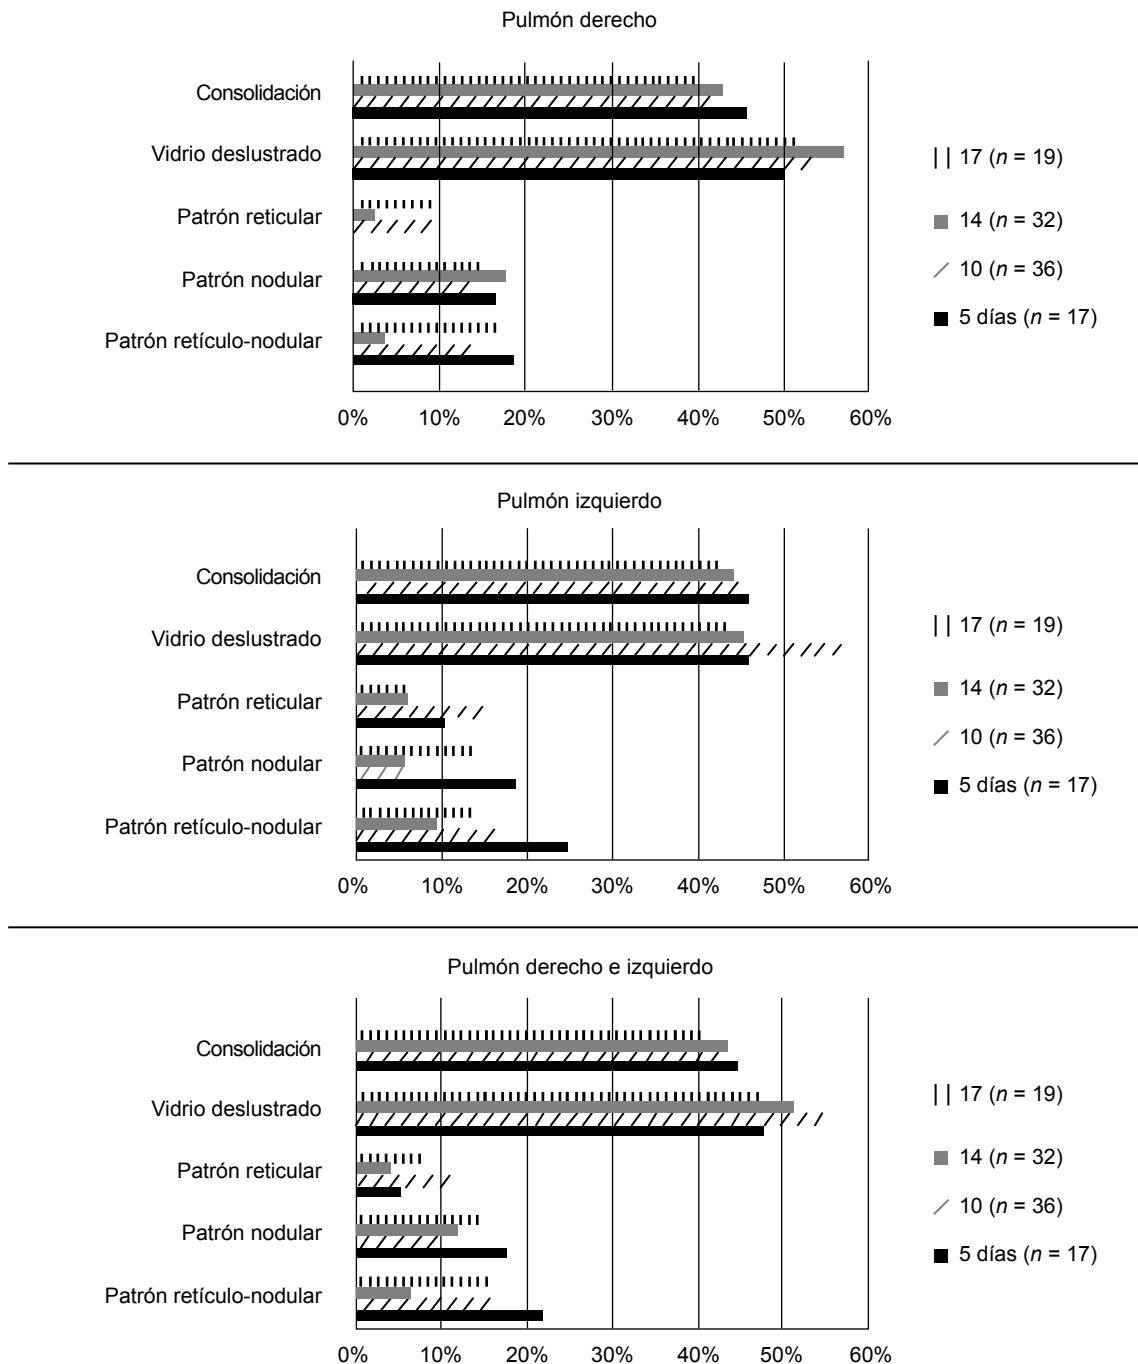 Pulmón derecho
Consolidación
Vidrio deslustrado
Patrón reticular
Patrón nodular
Patrón retículo-nodular
0% 10% 20% 30% 40% 50% 60%
17 (n = 19)
14 (n = 32)
10 (n = 36)
5 días (n = 17)
Pulmón izquierdo
Consolidación
Vidrio deslustrado
Patrón reticular
Patrón nodular
Patrón retículo-nodular
0% 10% 20% 30% 40% 50% 60%
17 (n = 19)
14 (n = 32)
10 (n = 36)
5 días (n = 17)
Pulmón derecho e izquierdo
Consolidación
Vidrio deslustrado
Patrón reticular
Patrón nodular
Patrón retículo-nodular
0% 10% 20% 30% 40% 50% 60%
17 (n = 19)
14 (n = 32)
10 (n = 36)
5 días (n = 17)